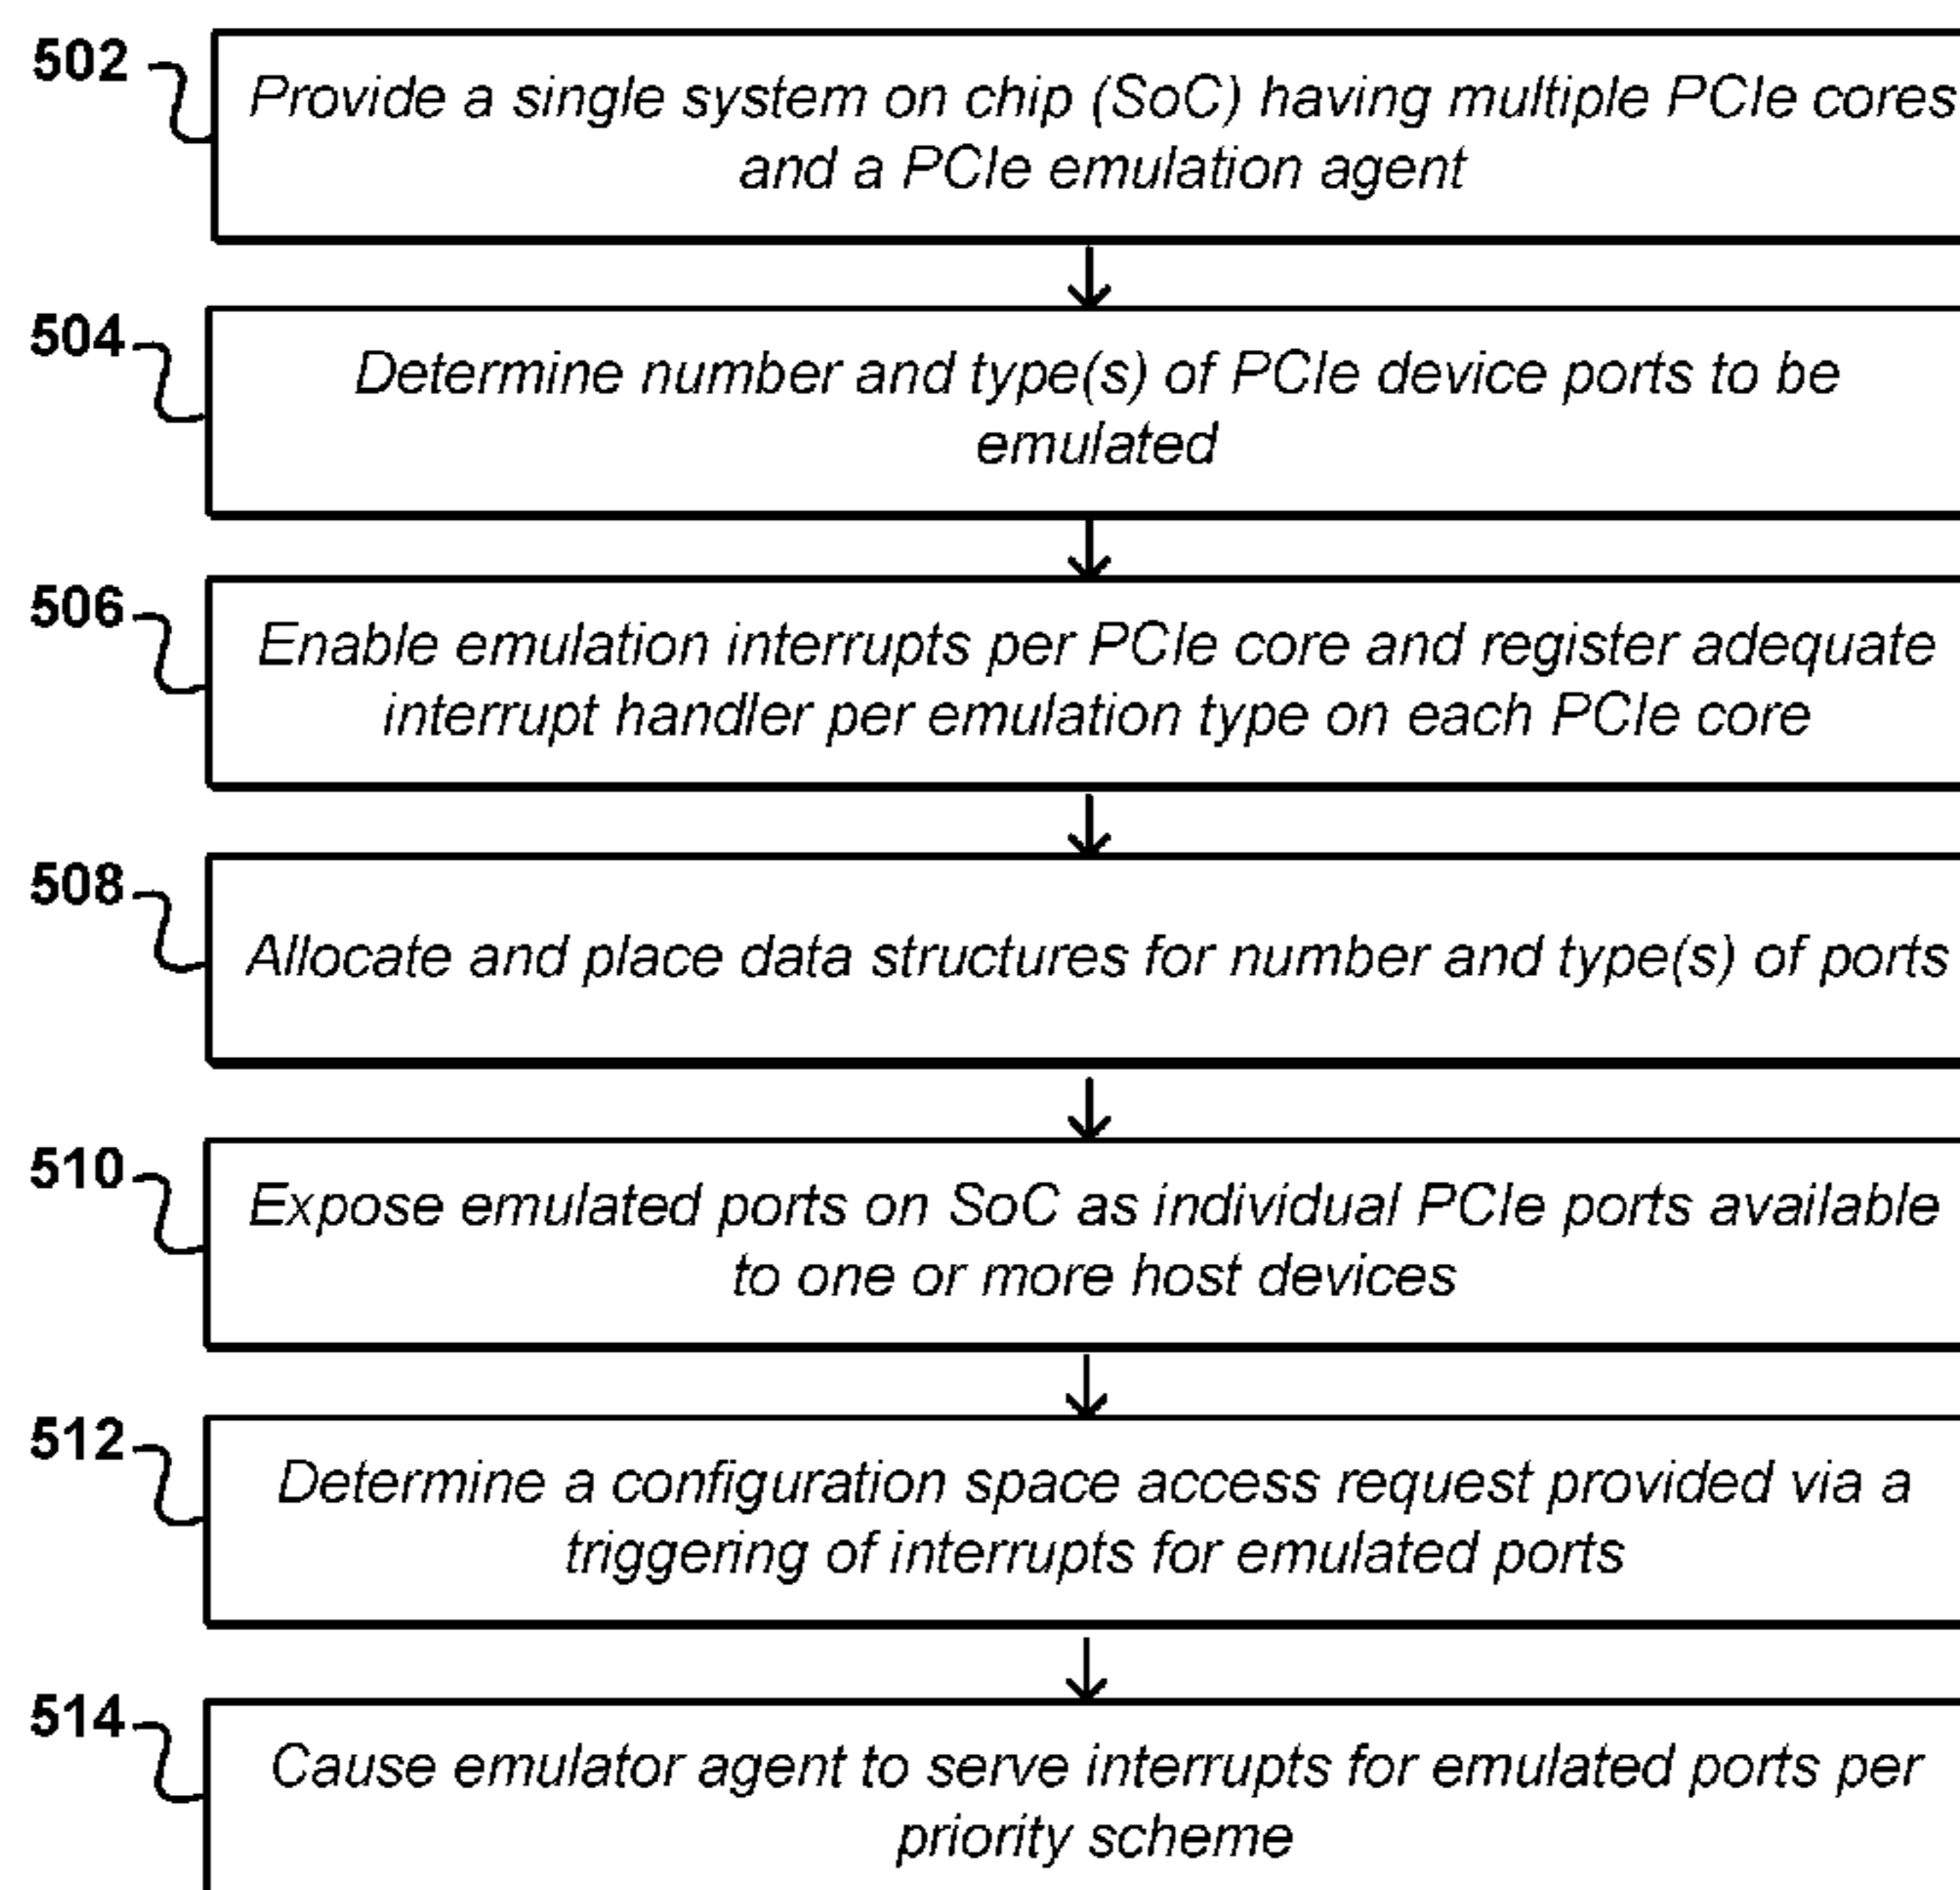 502
Provide a single system on chip (SoC) having multiple PCIe cores
and a PCIe emulation agent
504
Determine number and type(s) of PCIe device ports to be
emulated
506
Enable emulation interrupts per PCIe core and register adequate
interrupt handler per emulation type on each PCIe core
508
Allocate and place data structures for number and type(s) of ports
510
Expose emulated ports on SoC as individual PCIe ports available
to one or more host devices
512
Determine a configuration space access request provided via a
triggering of interrupts for emulated ports
514
Cause emulator agent to serve interrupts for emulated ports per
priority scheme